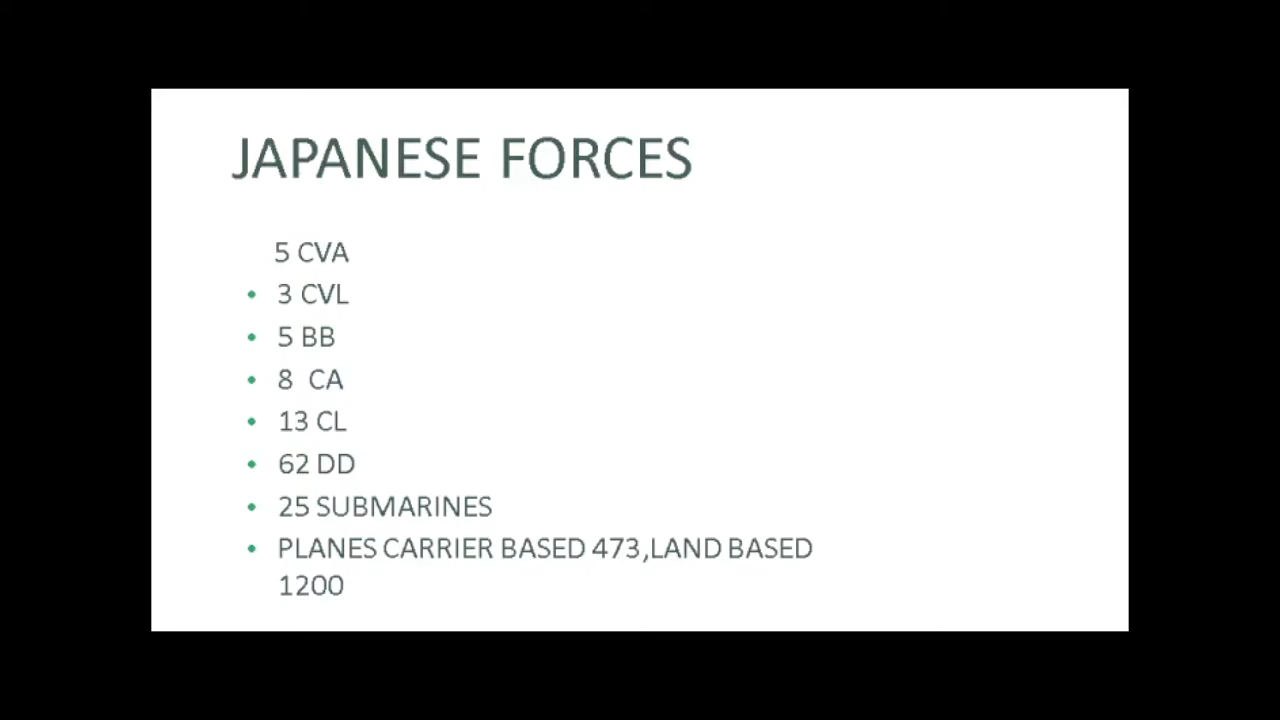 JAPANESE FORCES
5 CVA
• 3 CVL
• 5 BB
• 8 CA
• 13 CL
• 62 DD
• 25 SUBMARINES
• PLANES CARRIER BASED 473,LAND BASED
1200